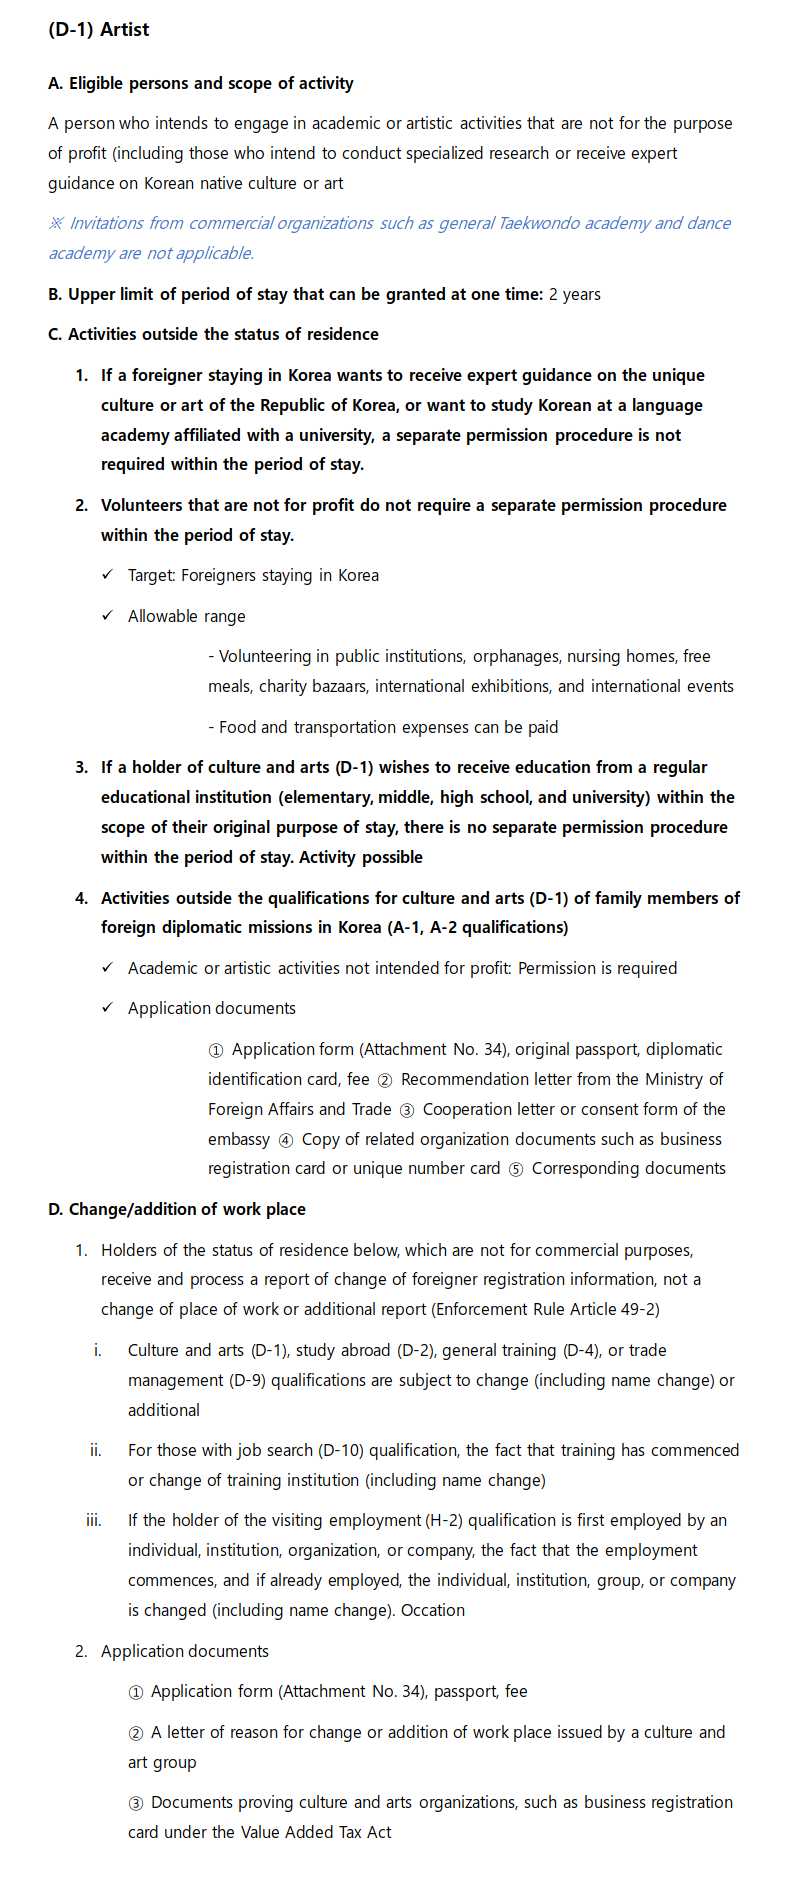 (D-1) Artist
A. Eligible persons and scope of activity
A person who intends to engage in academic or artistic activities that are not for the purpose
of profit (including those who intend to conduct specialized research or receive expert
guidance on Korean native culture or art
※ Invitations from commercial organizations such as general Taekwondo academy and dance
academy are not applicable.
B. Upper limit of period of stay that can be granted at one time: 2 years
C. Activities outside the status of residence
1. If a foreigner staying in Korea wants to receive expert guidance on the unique
culture or art of the Republic of Korea, or want to study Korean at a language
academy affiliated with a university, a separate permission procedure is not
required within the period of stay.
2. Volunteers that are not for profit do not require a separate permission procedure
within the period of stay.
✓ Target: Foreigners staying in Korea
✓ Allowable range
- Volunteering in public institutions, orphanages, nursing homes, free
meals, charity bazaars, international exhibitions, and international events
- Food and transportation expenses can be paid
3. If a holder of culture and arts (D-1) wishes to receive education from a regular
educational institution (elementary, middle, high school, and university) within the
scope of their original purpose of stay, there is no separate permission procedure
within the period of stay. Activity possible
4. Activities outside the qualifications for culture and arts (D-1) of family members of
foreign diplomatic missions in Korea (A-1, A-2 qualifications)
✓ Academic or artistic activities not intended for profit: Permission is required
✓ Application documents
① Application form (Attachment No. 34), original passport, diplomatic
identification card, fee ② Recommendation letter from the Ministry of
Foreign Affairs and Trade ③ Cooperation letter or consent form of the
embassy ④ Copy of related organization documents such as business
registration card or unique number card ⑤ Corresponding documents
D. Change/addition of work place
1. Holders of the status of residence below, which are not for commercial purposes,
receive and process a report of change of foreigner registration information, not a
change of place of work or additional report (Enforcement Rule Article 49-2)
i. Culture and arts (D-1), study abroad (D-2), general training (D-4), or trade
management (D-9) qualifications are subject to change (including name change) or
additional
ii. For those with job search (D-10) qualification, the fact that training has commenced
or change of training institution (including name change)
iii. If the holder of the visiting employment (H-2) qualification is first employed by an
individual, institution, organization, or company, the fact that the employment
commences, and if already employed, the individual, institution, group, or company
is changed (including name change). Occation
2. Application documents
① Application form (Attachment No. 34), passport, fee
② A letter of reason for change or addition of work place issued by a culture and
art group
③ Documents proving culture and arts organizations, such as business registration
card under the Value Added Tax Act